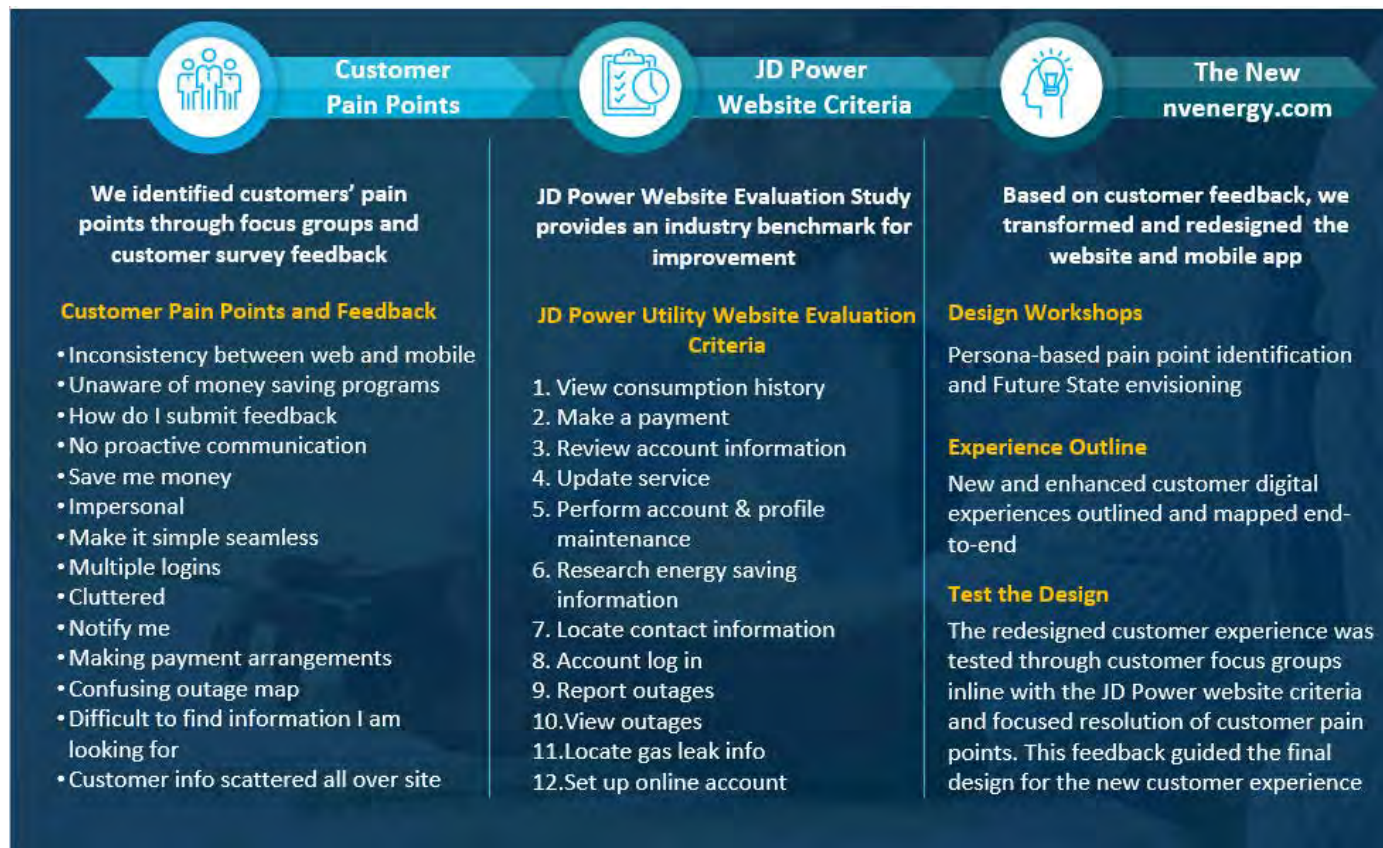 Customer
Pain Points
JD Power
Website Criteria
The New
nvenergy.com
We identified customers' pain
points through focus groups and
customer survey feedback
Customer Pain Points and Feedback
•Inconsistency between web and mobile
•Unaware of money saving programs
•How do I submit feedback
•No proactive communication
•Save me money
•Impersonal
•Make it simple seamless
•Multiple logins
•Cluttered
•Notify me
•Making payment arrangements
•Confusing outage map
•Difficult to find information I am
looking for
•Customer info scattered all over site
JD Power Website Evaluation Study
provides an industry benchmark for
improvement
JD Power Utility Website Evaluation
Criteria
1. View consumption history
2. Make a payment
3. Review account information
4. Update service
5. Perform account & profile
maintenance
6. Research energy saving
information
7. Locate contact information
8. Account log in
9. Report outages
10.View outages
11.Locate gas leak info
12.Set up online account
Based on customer feedback, we
transformed and redesigned the
website and mobile app
Design Workshops
Persona-based pain point identification
and Future State envisioning
Experience Outline
New and enhanced customer digital
experiences outlined and mapped end-
to-end
Test the Design
The redesigned customer experience was
tested through customer focus groups
inline with the JD Power website criteria
and focused resolution of customer pain
points. This feedback guided the final
design for the new customer experience